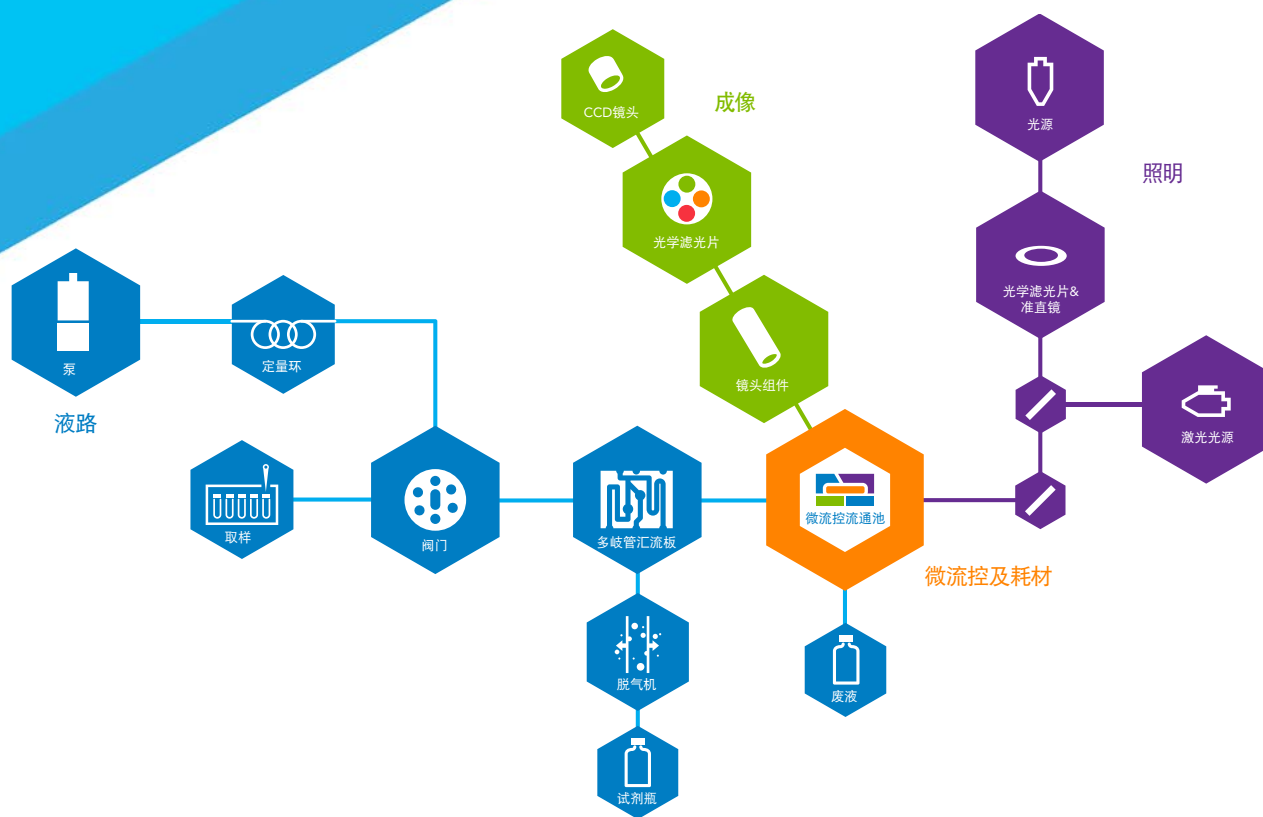 CCD镜头
成像
光源
照明
光学滤光片
光学滤光片&
准直镜
泵
定量环
镜头组件
液路
激光光源
取样
阀门
多岐管汇流板
微流控流通池
微流控及耗材
脱气机
废液
试剂瓶